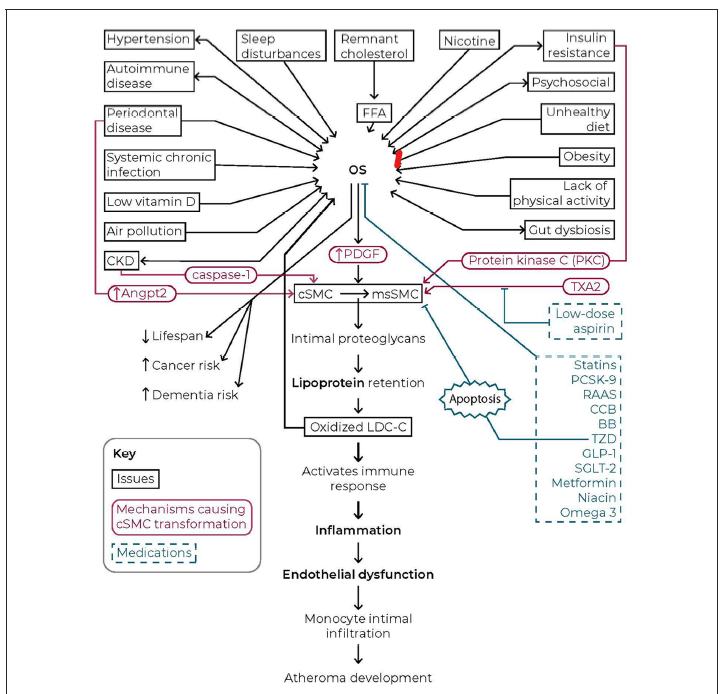 Hypertension
Sleep
disturbances
Remnant
cholesterol
Nicotine
Insulin
resistance
Autoimmune
disease
Psychosocial
FFA
Periodontal
disease
Unhealthy
diet
Systemic chronic
infection
OS
Obesity
Low vitamin D
Lack of
physical activity
Air pollution
Gut dysbiosis
CKD
↑PDGF
Protein kinase C (PKC)
caspase-1
↑Angpt2
cSMC → msSMC
TXA2
Low-dose
aspirin
↓ Lifespan
↑ Cancer risk
↑ Dementia risk
Intimal proteoglycans
Lipoprotein retention
Apoptosis
Statins
PCSK-9
RAAS
CCB
BB
TZD
GLP-1
SGLT-2
Metformin
Niacin
Omega 3
Oxidized LDC-C
Activates immune
response
Inflammation
Endothelial dysfunction
Monocyte intimal
infiltration
Atheroma development
Key
Issues
Mechanisms causing
cSMC transformation
Medications